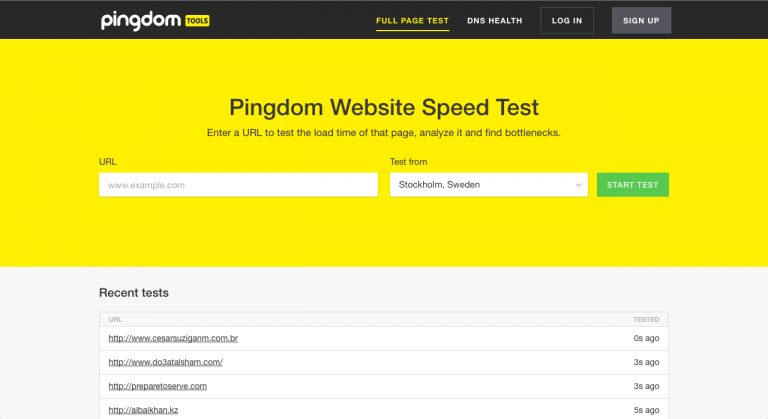 pingdom TOOLS FULL PAGE TEST DNS HEALTH LOG IN SIGN UP
Pingdom Website Speed Test
Enter a URL to test the load time of that page, analyze it and find bottlenecks.
URL Test from
www.example.com Stockholm, Sweden START TEST
Recent tests
URL TESTED
http://www.cesarsuziganm.com.br 0s ago
http://www.do3atalsham.com/ 3s ago
http://preparetoserve.com 3s ago
http://albaikhan.kz 5s ago